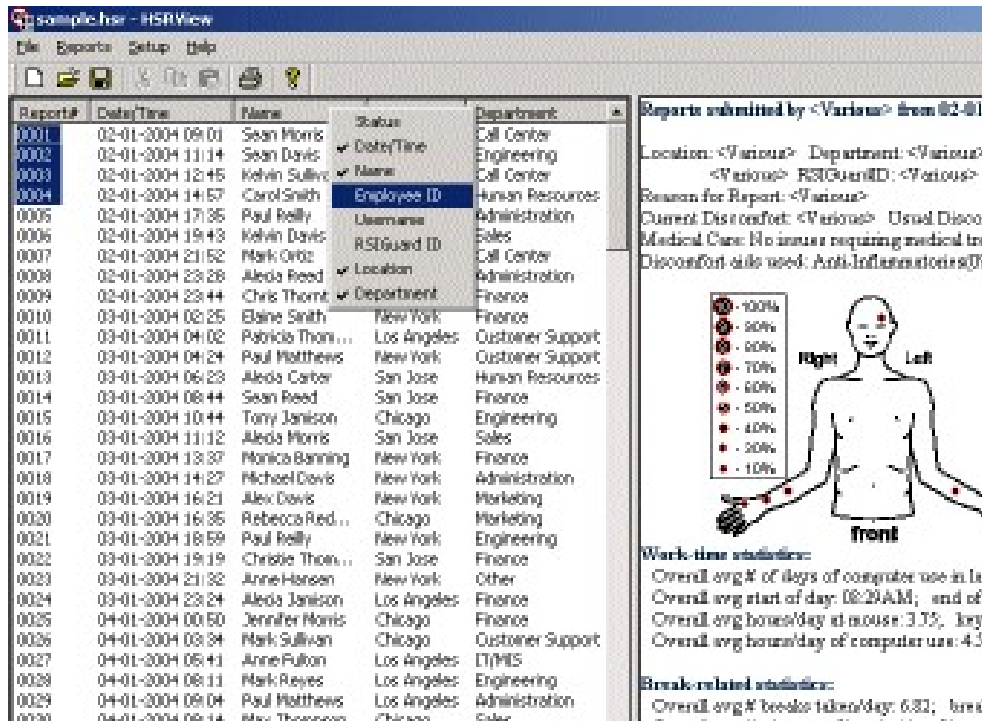 sample.hsr - HSRView
File Reports Setup Help
Report# Date/Time Name Department
0001 02-01-2004 09:01 Sean Morris Call Center
0002 02-01-2004 11:14 Sean Davis Engineering
0003 02-01-2004 12:45 Kelvin Sulliva Call Center
0004 02-01-2004 14:57 Carol Smith Human Resources
0005 02-01-2004 17:35 Paul Reilly Administration
0006 02-01-2004 19:43 Kelvin Davis Sales
0007 02-01-2004 21:52 Mark Ortiz Call Center
0008 02-01-2004 23:28 Alecia Reed Administration
0009 02-01-2004 23:44 Chris Thornt Finance
0010 03-01-2004 02:25 Elaine Smith New York Finance
0011 03-01-2004 04:02 Patricia Thom... Los Angeles Customer Support
0012 03-01-2004 04:24 Paul Matthews New York Customer Support
0013 03-01-2004 06:23 Alecia Carter San Jose Human Resources
0014 03-01-2004 08:44 Sean Reed San Jose Finance
0015 03-01-2004 10:44 Tony Jamison Chicago Engineering
0016 03-01-2004 11:12 Alecia Morris San Jose Sales
0017 03-01-2004 13:37 Monica Banning New York Finance
0018 03-01-2004 14:27 Michael Davis New York Administration
0019 03-01-2004 16:21 Alex Davis New York Marketing
0020 03-01-2004 16:35 Rebecca Red... Chicago Marketing
0021 03-01-2004 18:59 Paul Reilly New York Engineering
0022 03-01-2004 19:19 Christie Thom... San Jose Finance
0023 03-01-2004 21:32 Anne Hansen New York Other
0024 03-01-2004 23:24 Alecia Jamison Los Angeles Finance
0025 04-01-2004 00:50 Jennifer Morris Chicago Finance
0026 04-01-2004 03:34 Mark Sullivan Chicago Customer Support
0027 04-01-2004 05:41 Anne Fulton Los Angeles IT/MIS
0028 04-01-2004 08:11 Mark Reyes Los Angeles Engineering
0029 04-01-2004 09:04 Paul Matthews Los Angeles Administration
0030 04-01-2004 09:14 Max Thompson Chicago Sales
Status
Date/Time
Name
Employee ID
Username
RSIGuard ID
Location
Department
Reports submitted by <Various> from 02-01
Location: <Various> Department: <Various>
<Various> RSIGuardID: <Various>
Reason for Report: <Various>
Current Discomfort: <Various> Usual Disco
Medical Care: No issues requiring medical tre
Discomfort aids used: Anti-Inflammatories(
- 100%
- 90%
- 80%
- 70%
- 60%
- 50%
- 40%
- 30%
- 10%
Right Left
front
Work-time statistics:
Overall avg # of days of computer use in la
Overall avg start of day: 08:29AM; end of
Overall avg hours/day at mouse: 3.75; key
Overall avg hours/day of computer use: 4.
Break-related statistics:
Overall avg # breaks taken/day: 6.82; brea